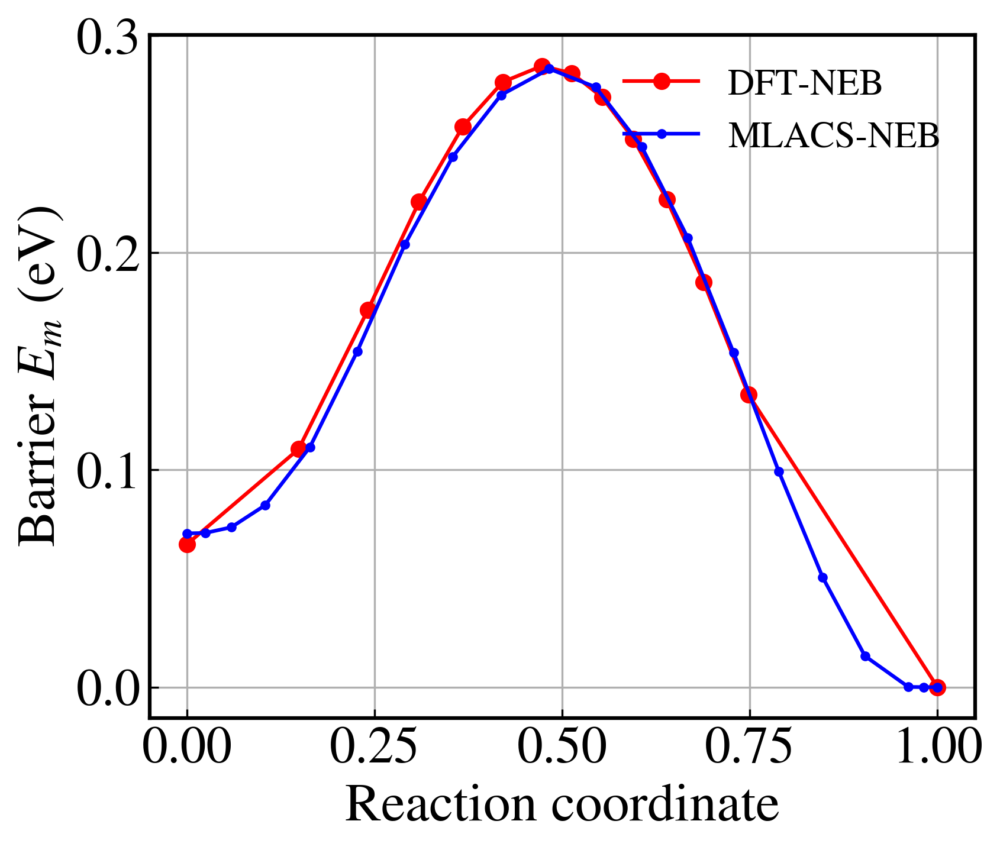 0.3
0.2
0.1
0.0
Barrier E_m (eV)
DFT-NEB
MLACS-NEB
0.00 0.25 0.50 0.75 1.00
Reaction coordinate